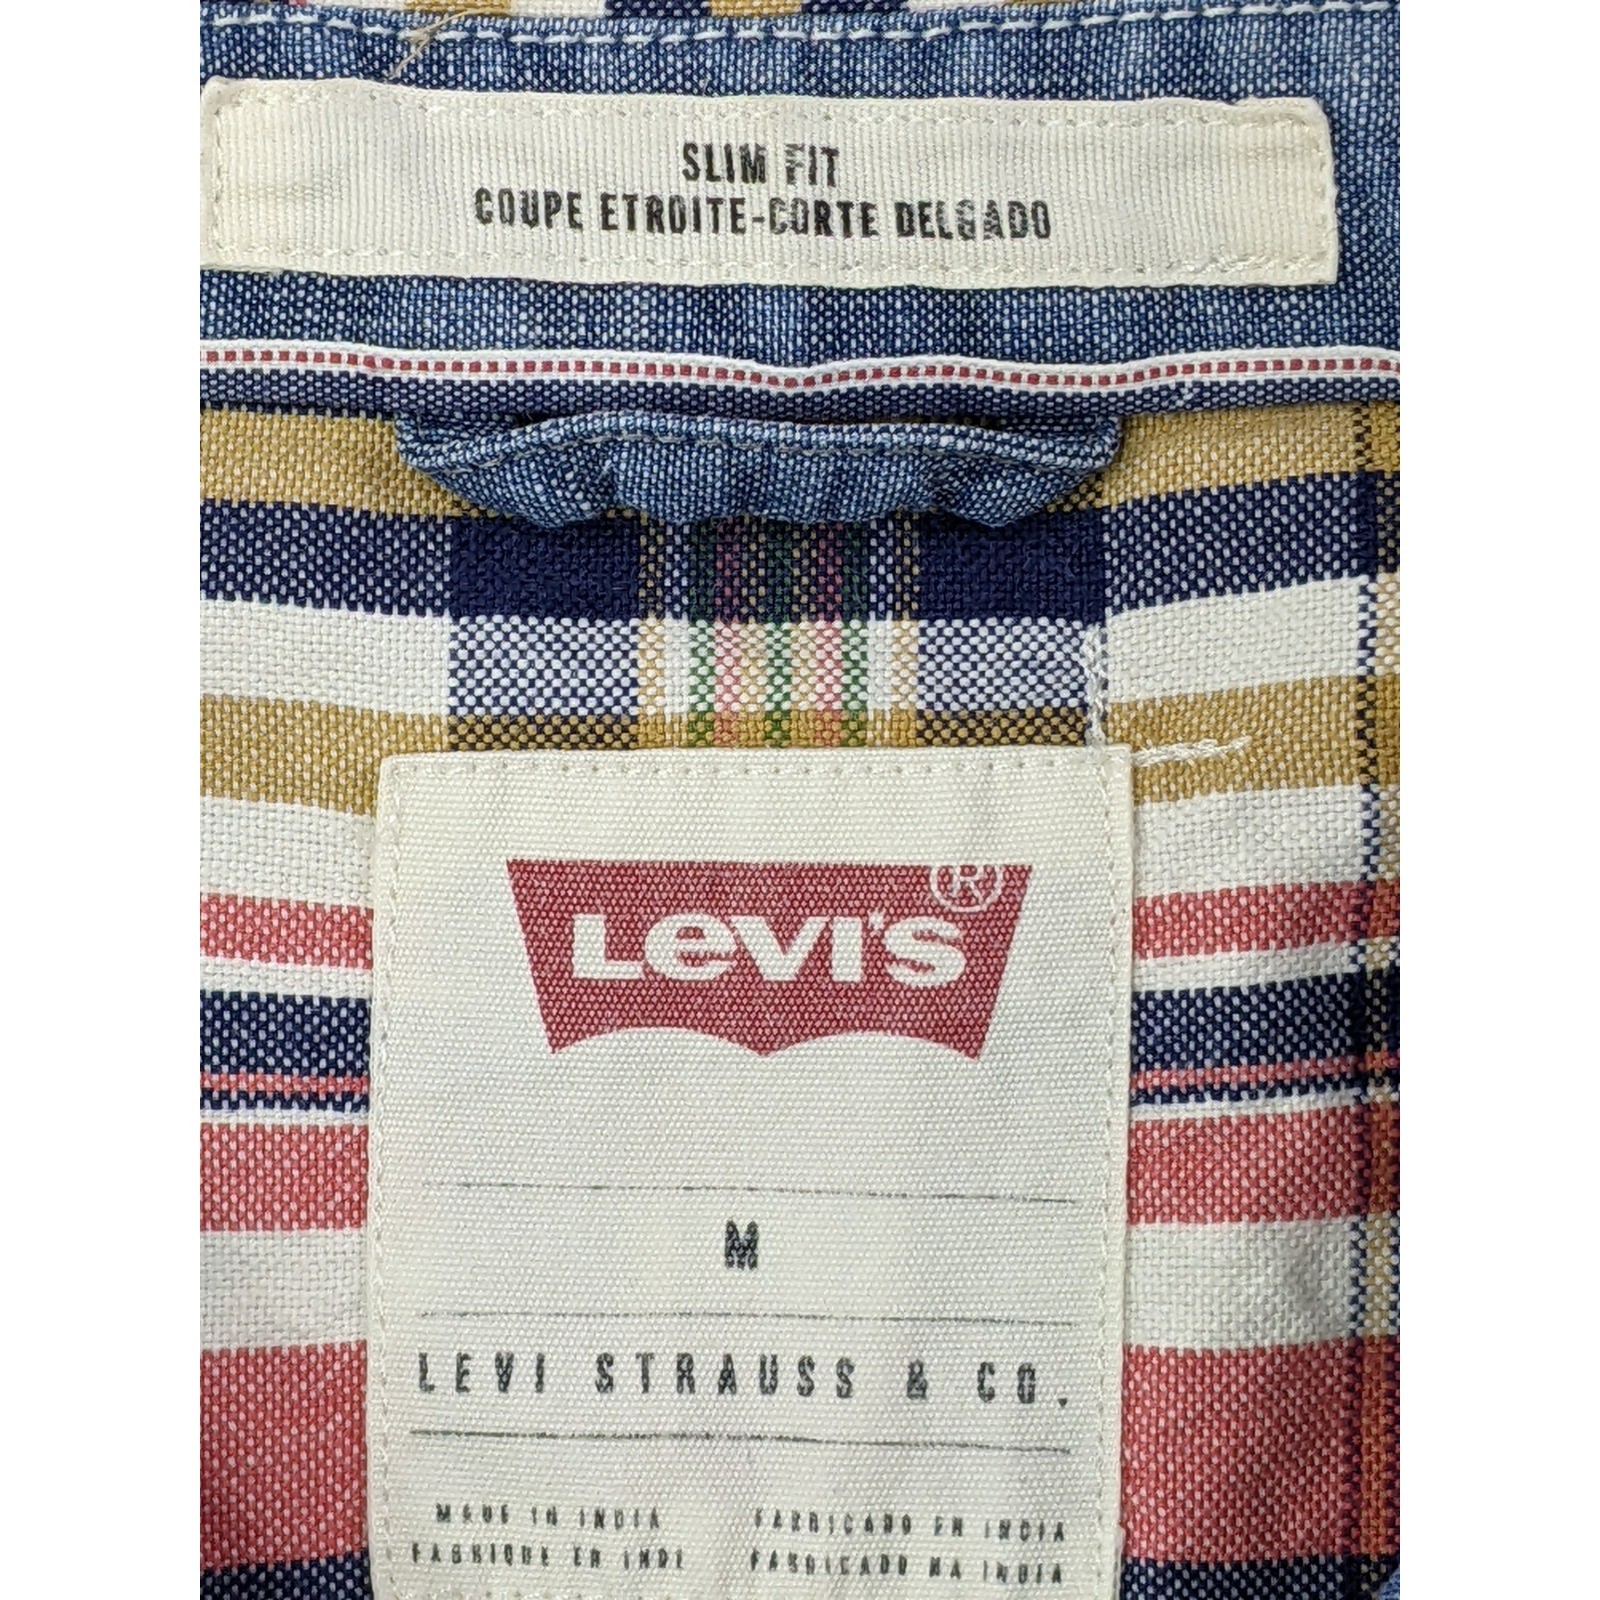 SLIM FIT
COUPE ETROITE-CORTE DELGADO
LEVI'S®
M
LEVI STRAUSS & CO.
MADE IN INDIA FABRICADO EN INDIA
FABRIQUE EN INDE FABRICADO NA INDIA